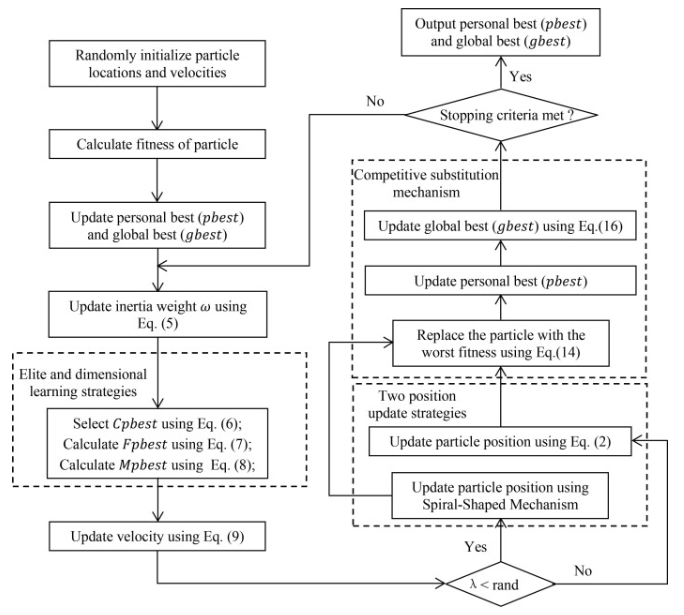 Randomly initialize particle
locations and velocities
Calculate fitness of particle
Update personal best (pbest)
and global best (gbest)
Update inertia weight ω using
Eq. (5)
Elite and dimensional
learning strategies
Select Cpbest using Eq. (6);
Calculate Fpbest using Eq. (7);
Calculate Mpbest using Eq. (8);
Update velocity using Eq. (9)
λ < rand
Yes
No
Two position
update strategies
Update particle position using Eq. (2)
Update particle position using
Spiral-Shaped Mechanism
Competitive substitution
mechanism
Update global best (gbest) using Eq.(16)
Update personal best (pbest)
Replace the particle with the
worst fitness using Eq.(14)
Stopping criteria met ?
No
Yes
Output personal best (pbest)
and global best (gbest)